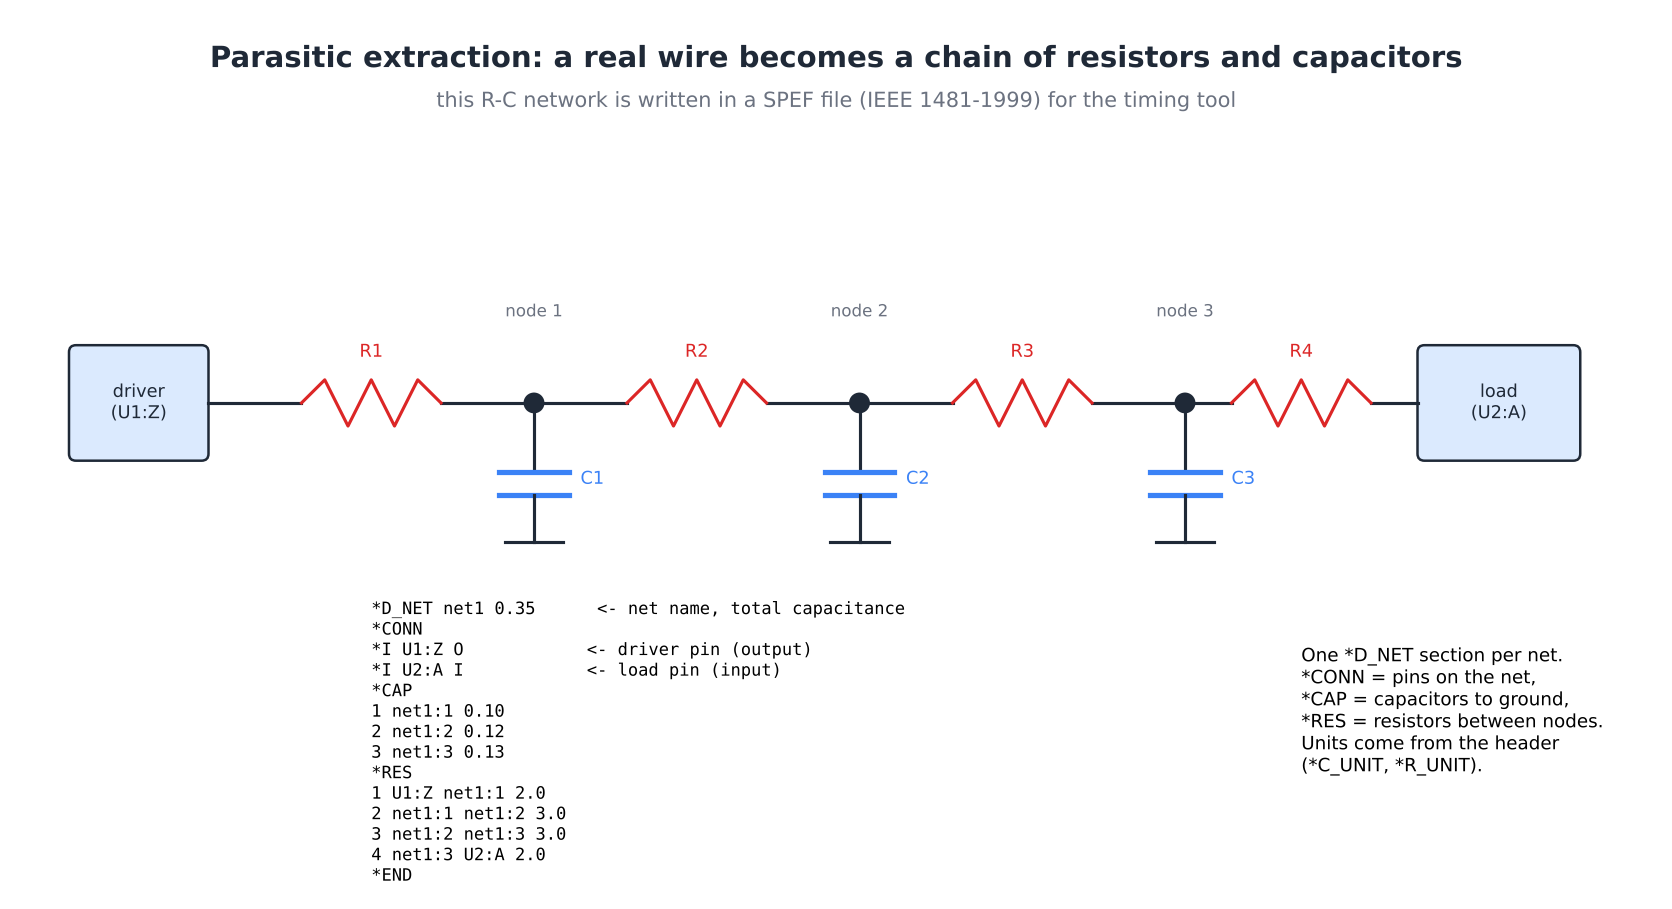 Parasitic extraction: a real wire becomes a chain of resistors and capacitors
this R-C network is written in a SPEF file (IEEE 1481-1999) for the timing tool
node 1
node 2
node 3
R1
R2
R3
R4
driver
(U1:Z)
load
(U2:A)
C1
C2
C3
*D_NET net1 0.35      <- net name, total capacitance
*CONN
*I U1:Z O            <- driver pin (output)
*I U2:A I            <- load pin (input)
*CAP
1 net1:1 0.10
2 net1:2 0.12
3 net1:3 0.13
*RES
1 U1:Z net1:1 2.0
2 net1:1 net1:2 3.0
3 net1:2 net1:3 3.0
4 net1:3 U2:A 2.0
*END
One *D_NET section per net.
*CONN = pins on the net,
*CAP = capacitors to ground,
*RES = resistors between nodes.
Units come from the header
(*C_UNIT, *R_UNIT).